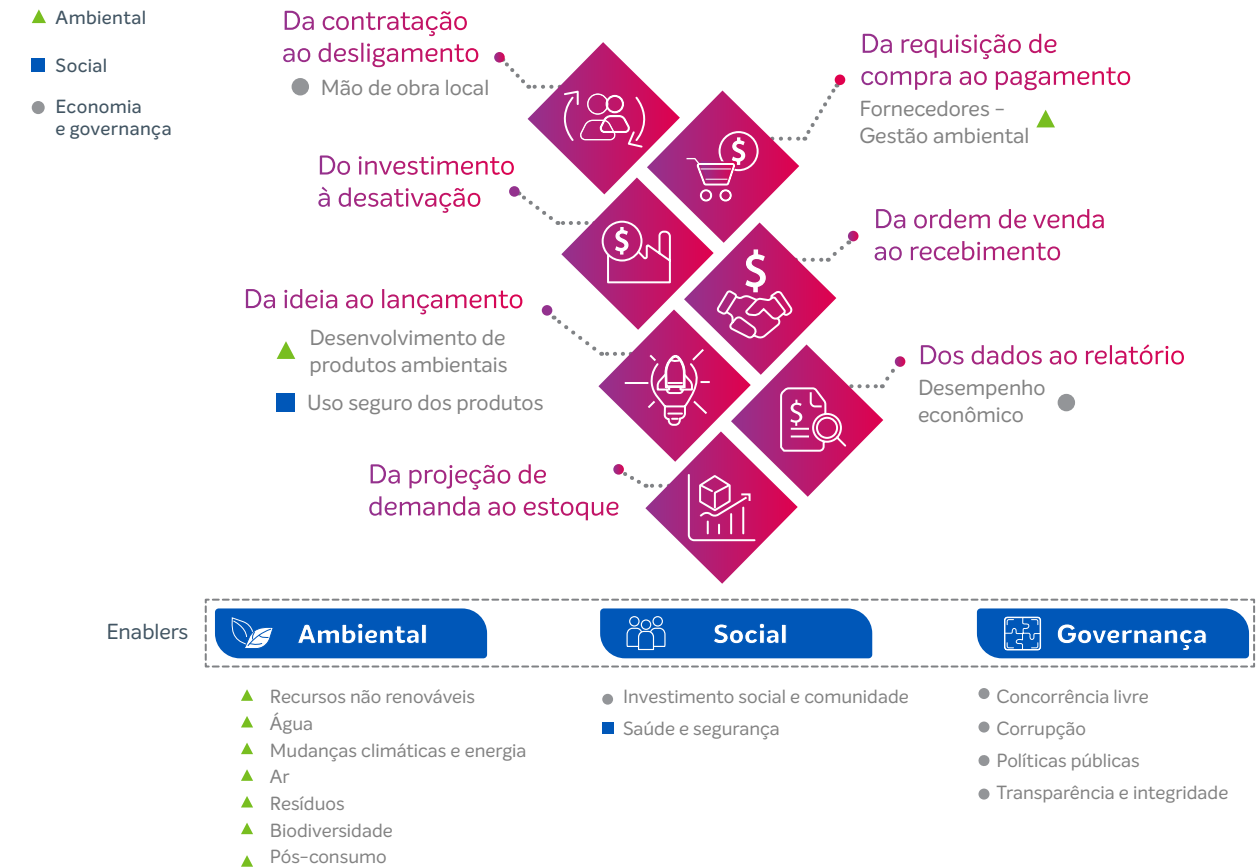 Ambiental
Social
Economia
e governança
Da contratação
ao desligamento
Mão de obra local
Da requisição de
compra ao pagamento
Fornecedores -
Gestão ambiental
$
Do investimento
à desativação
$
Da ordem de venda
ao recebimento
$
Da ideia ao lançamento
Desenvolvimento de
produtos ambientais
Uso seguro dos produtos
Dos dados ao relatório
Desempenho
econômico
$
Da projeção de
demanda ao estoque
Enablers
Ambiental
Social
Governança
Recursos não renováveis
Água
Mudanças climáticas e energia
Ar
Resíduos
Biodiversidade
Pós-consumo
Investimento social e comunidade
Saúde e segurança
Concorrência livre
Corrupção
Políticas públicas
Transparência e integridade